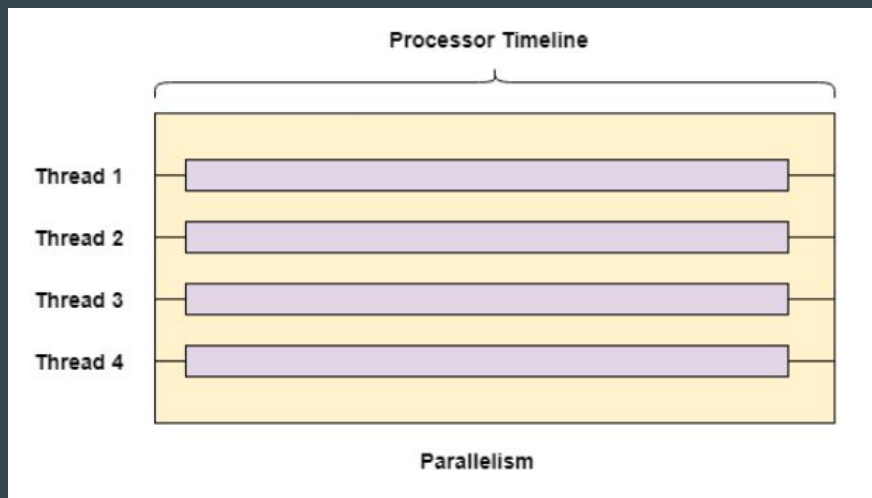 Processor Timeline
Thread 1
Thread 2
Thread 3
Thread 4
Parallelism